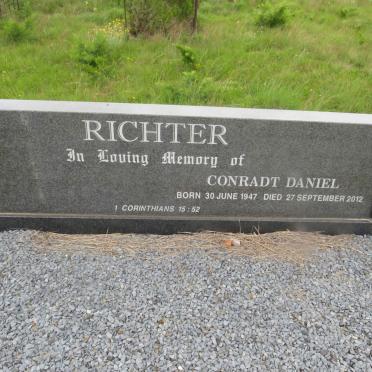 RICHTER
In Loving Memory of
CONRADT DANIEL
BORN 30 JUNE 1947 DIED 27 SEPTEMBER 2012
1 CORINTHIANS 15 : 52